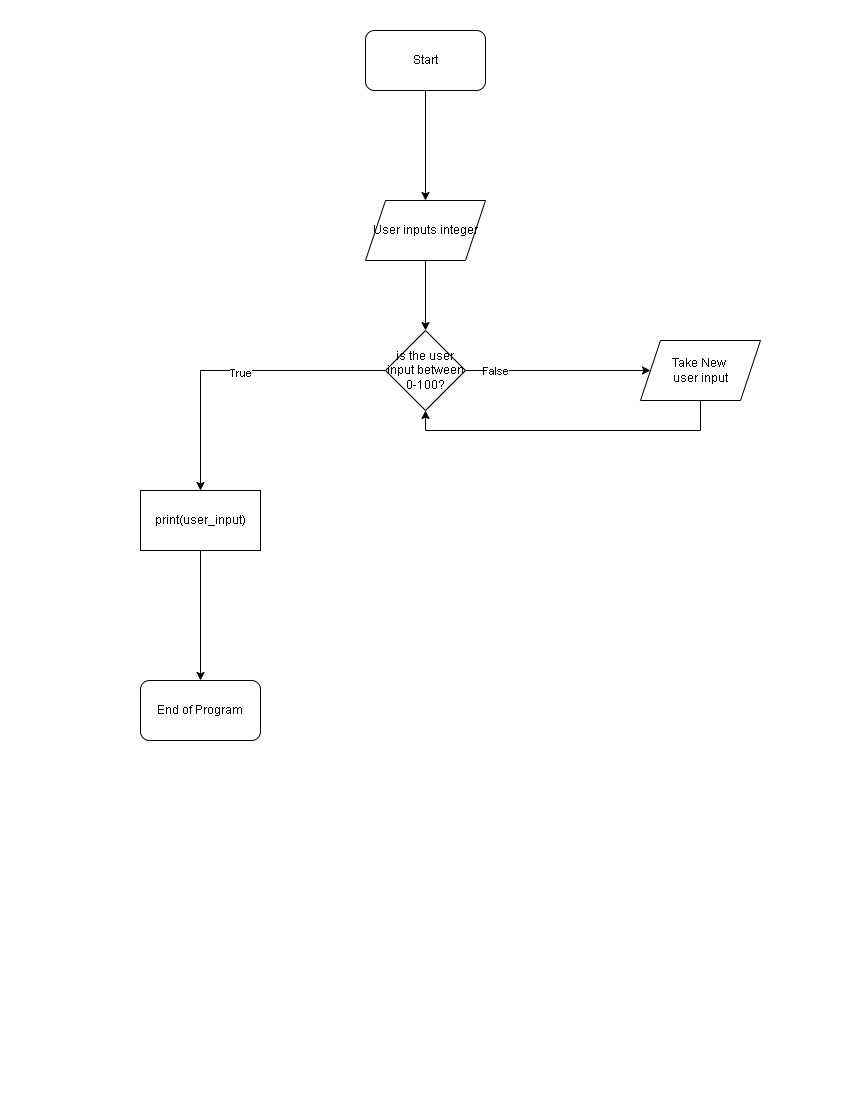 Start
User inputs integer
is the user
input between
0-100?
True
False
Take New
user input
print(user_input)
End of Program